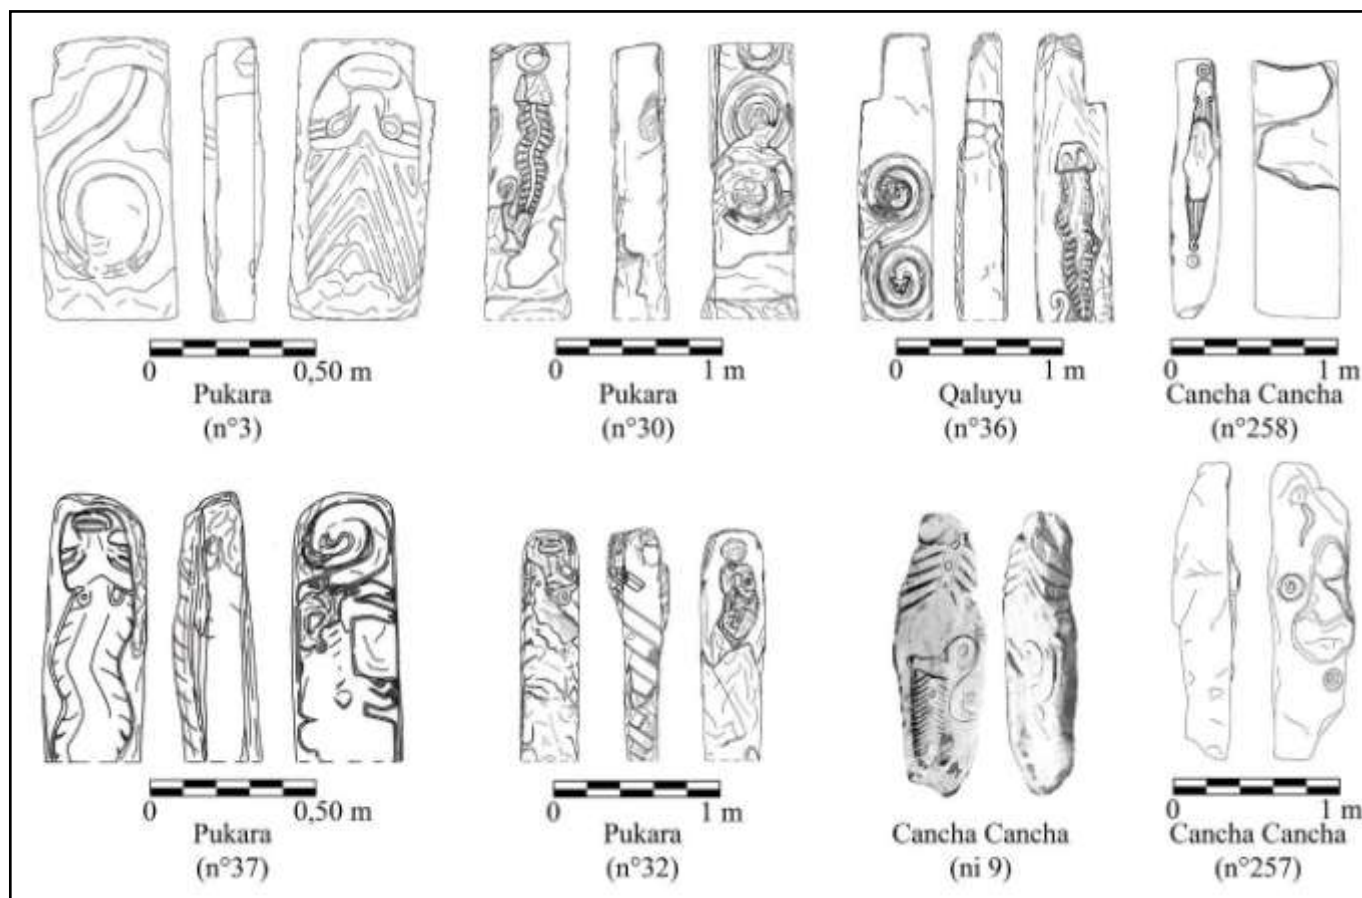 0 0,50 m
Pukara
(n°3)
0 1 m
Pukara
(n°30)
0 1 m
Qaluyu
(n°36)
0 1 m
Cancha Cancha
(n°258)
0 0,50 m
Pukara
(n°37)
0 1 m
Pukara
(n°32)
Cancha Cancha
(ni 9)
0 1 m
Cancha Cancha
(n°257)